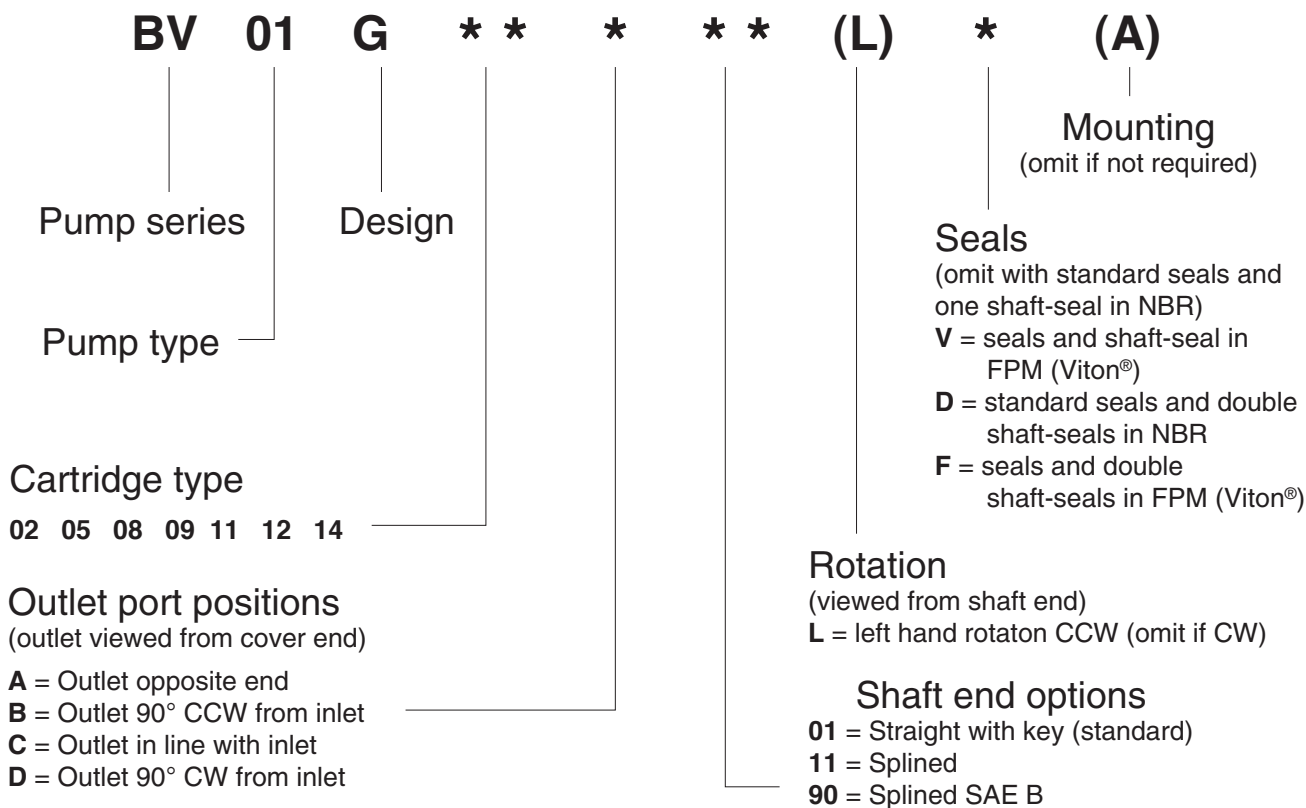 BV 01 G * * * * * (L) * (A)
Mounting
(omit if not required)
Pump series
Design
Seals
(omit with standard seals and
one shaft-seal in NBR)
V = seals and shaft-seal in
FPM (Viton®)
D = standard seals and double
shaft-seals in NBR
F = seals and double
shaft-seals in FPM (Viton®)
Pump type
Cartridge type
02 05 08 09 11 12 14
Outlet port positions
(outlet viewed from cover end)
A = Outlet opposite end
B = Outlet 90° CCW from inlet
C = Outlet in line with inlet
D = Outlet 90° CW from inlet
Rotation
(viewed from shaft end)
L = left hand rotaton CCW (omit if CW)
Shaft end options
01 = Straight with key (standard)
11 = Splined
90 = Splined SAE B